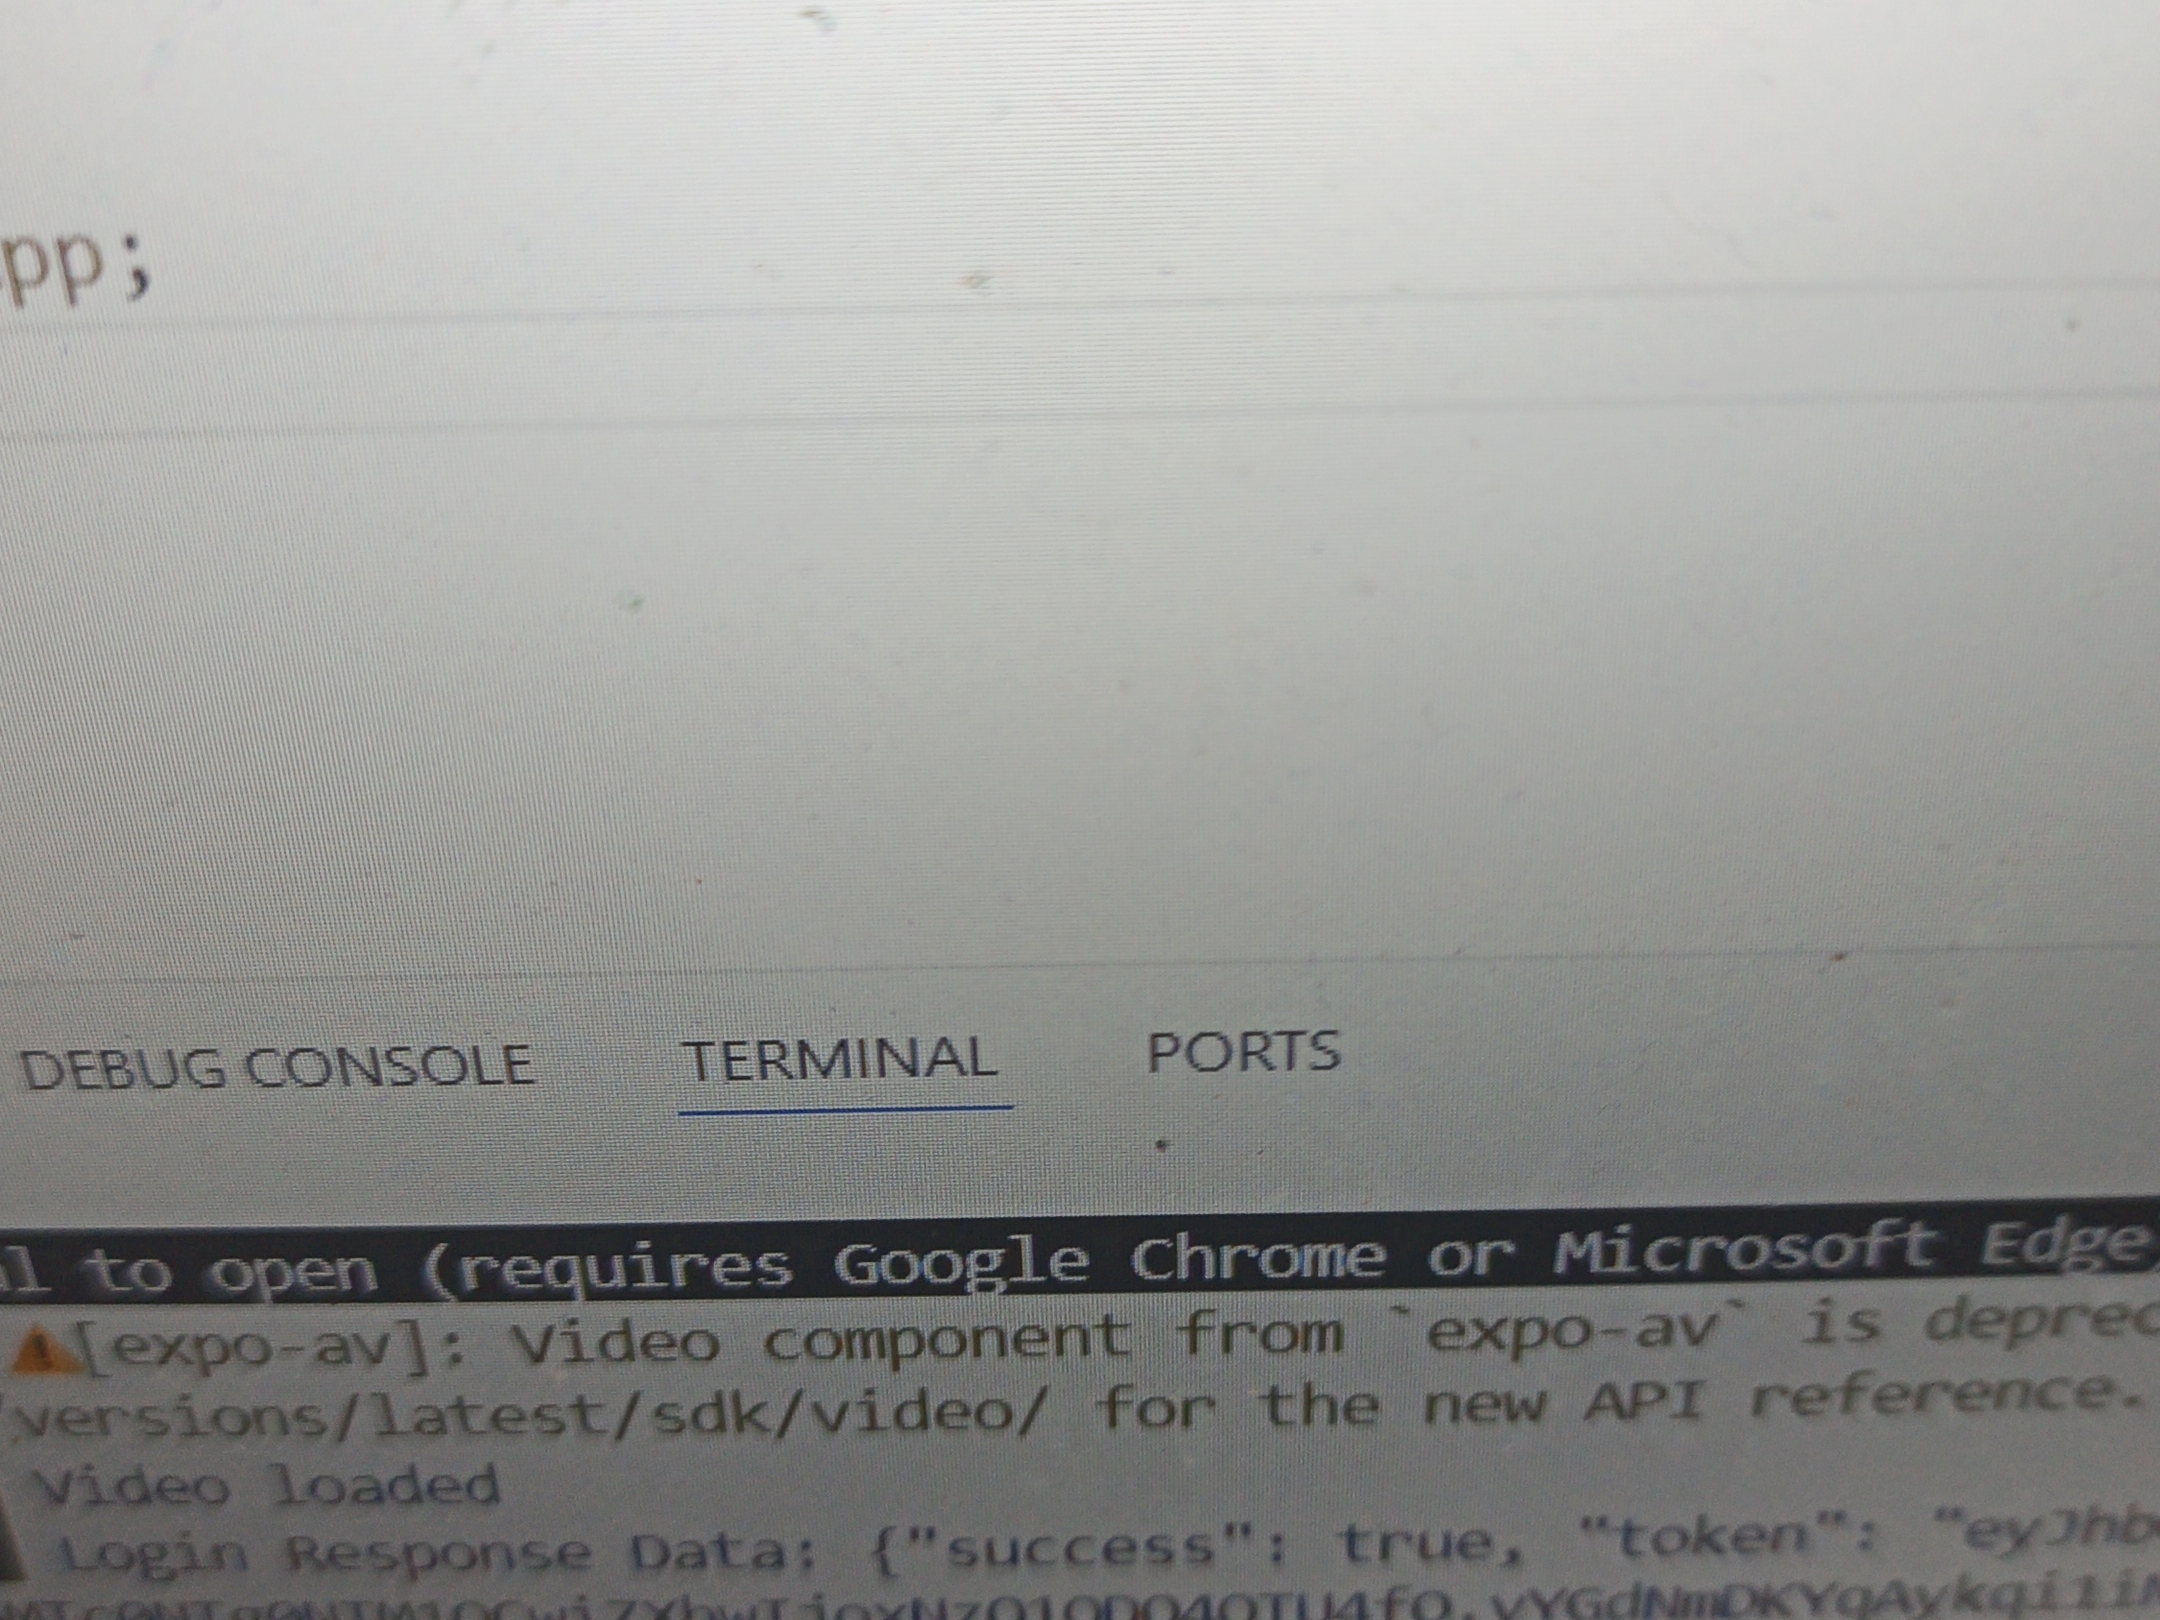 pp;
DEBUG CONSOLE TERMINAL PORTS
l to open (requires Google Chrome or Microsoft Edge
[expo-av]: Video component from `expo-av` is deprec
versions/latest/sdk/video/ for the new API reference.
Video loaded
Login Response Data: {"success": true, "token": "eyJhb